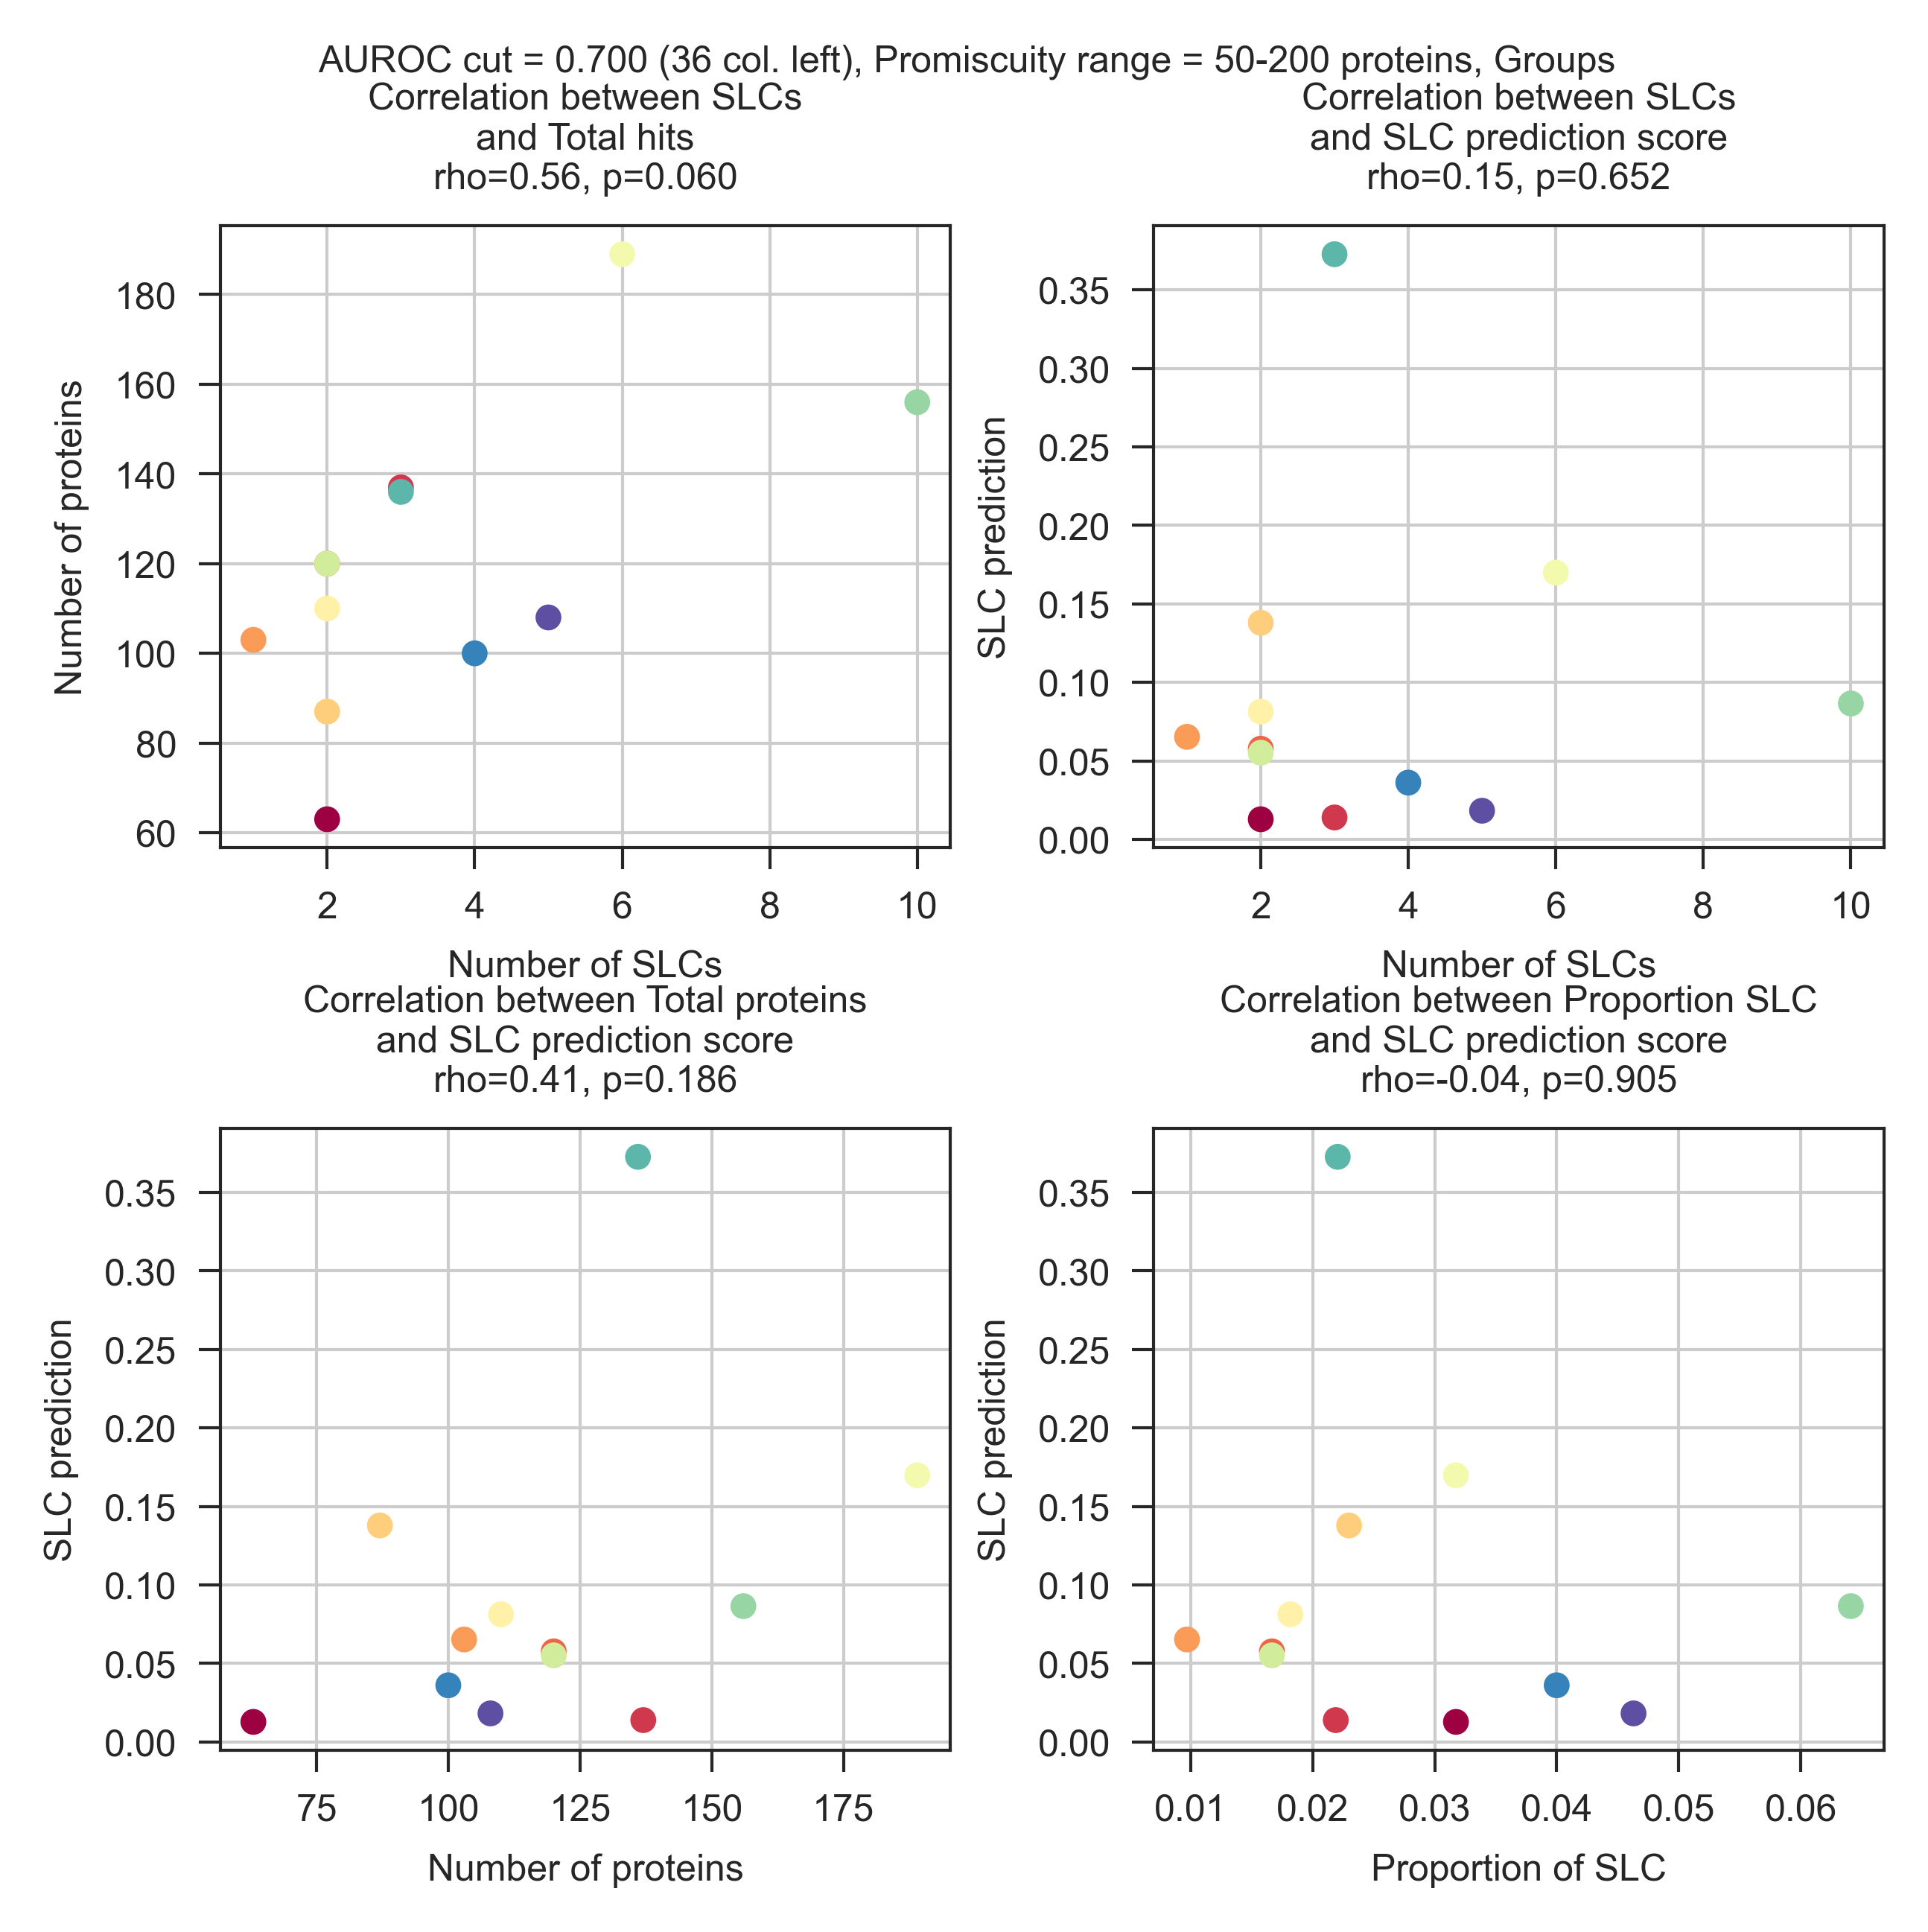 AUROC cut = 0.700 (36 col. left), Promiscuity range = 50-200 proteins, Groups
Correlation between SLCs
and Total hits
rho=0.56, p=0.060
180
160
140
120
100
80
60
Number of proteins
2 4 6 8 10
Number of SLCs
Correlation between SLCs
and SLC prediction score
rho=0.15, p=0.652
0.35
0.30
0.25
0.20
0.15
0.10
0.05
0.00
SLC prediction
2 4 6 8 10
Number of SLCs
Correlation between Total proteins
and SLC prediction score
rho=0.41, p=0.186
0.35
0.30
0.25
0.20
0.15
0.10
0.05
0.00
SLC prediction
75 100 125 150 175
Number of proteins
Correlation between Proportion SLC
and SLC prediction score
rho=-0.04, p=0.905
0.35
0.30
0.25
0.20
0.15
0.10
0.05
0.00
SLC prediction
0.01 0.02 0.03 0.04 0.05 0.06
Proportion of SLC